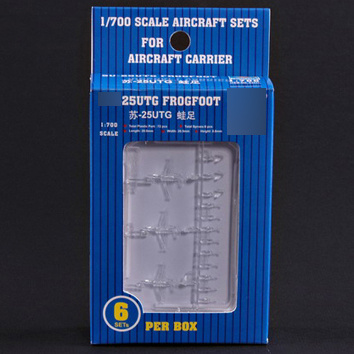 1/700 SCALE AIRCRAFT SETS
FOR
AIRCRAFT CARRIER
25UTG FROGFOOT
苏-25UTG 蛙足
1:700
SCALE
6
SETs
PER BOX